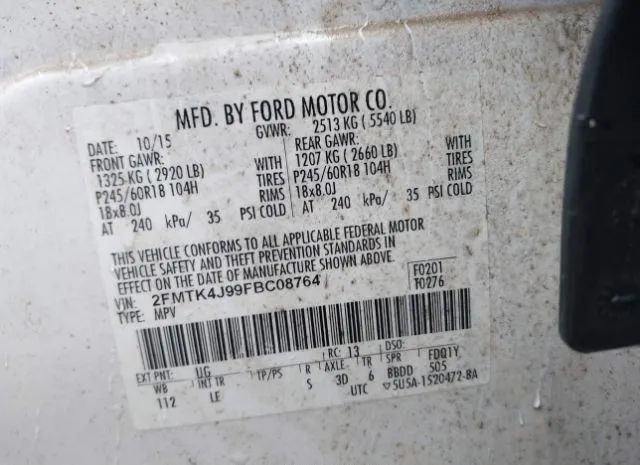 MFD. BY FORD MOTOR CO.
DATE: 10/15 GVWR: 2513 KG ( 5540 LB)
FRONT GAWR: REAR GAWR:
1325 KG ( 2920 LB) WITH 1207 KG ( 2660 LB) WITH
P245/60R18 104H TIRES P245/60R18 104H TIRES
18x8.0J RIMS 18x8.0J RIMS
AT 240 kPa/ 35 PSI COLD AT 240 kPa/ 35 PSI COLD
THIS VEHICLE CONFORMS TO ALL APPLICABLE FEDERAL MOTOR
VEHICLE SAFETY AND THEFT PREVENTION STANDARDS IN
EFFECT ON THE DATE OF MANUFACTURE SHOWN ABOVE.
VIN: 2FMTK4J99FBC08764 F0201
TYPE: MPV T0276
EXT PNT: UG RC: 13 DSO: FDQ1Y
WB INT TR TP/PS R AXLE TR SPR 505
112 LE S 3D 6 BBDD
UTC 5U5A-1520472-BA